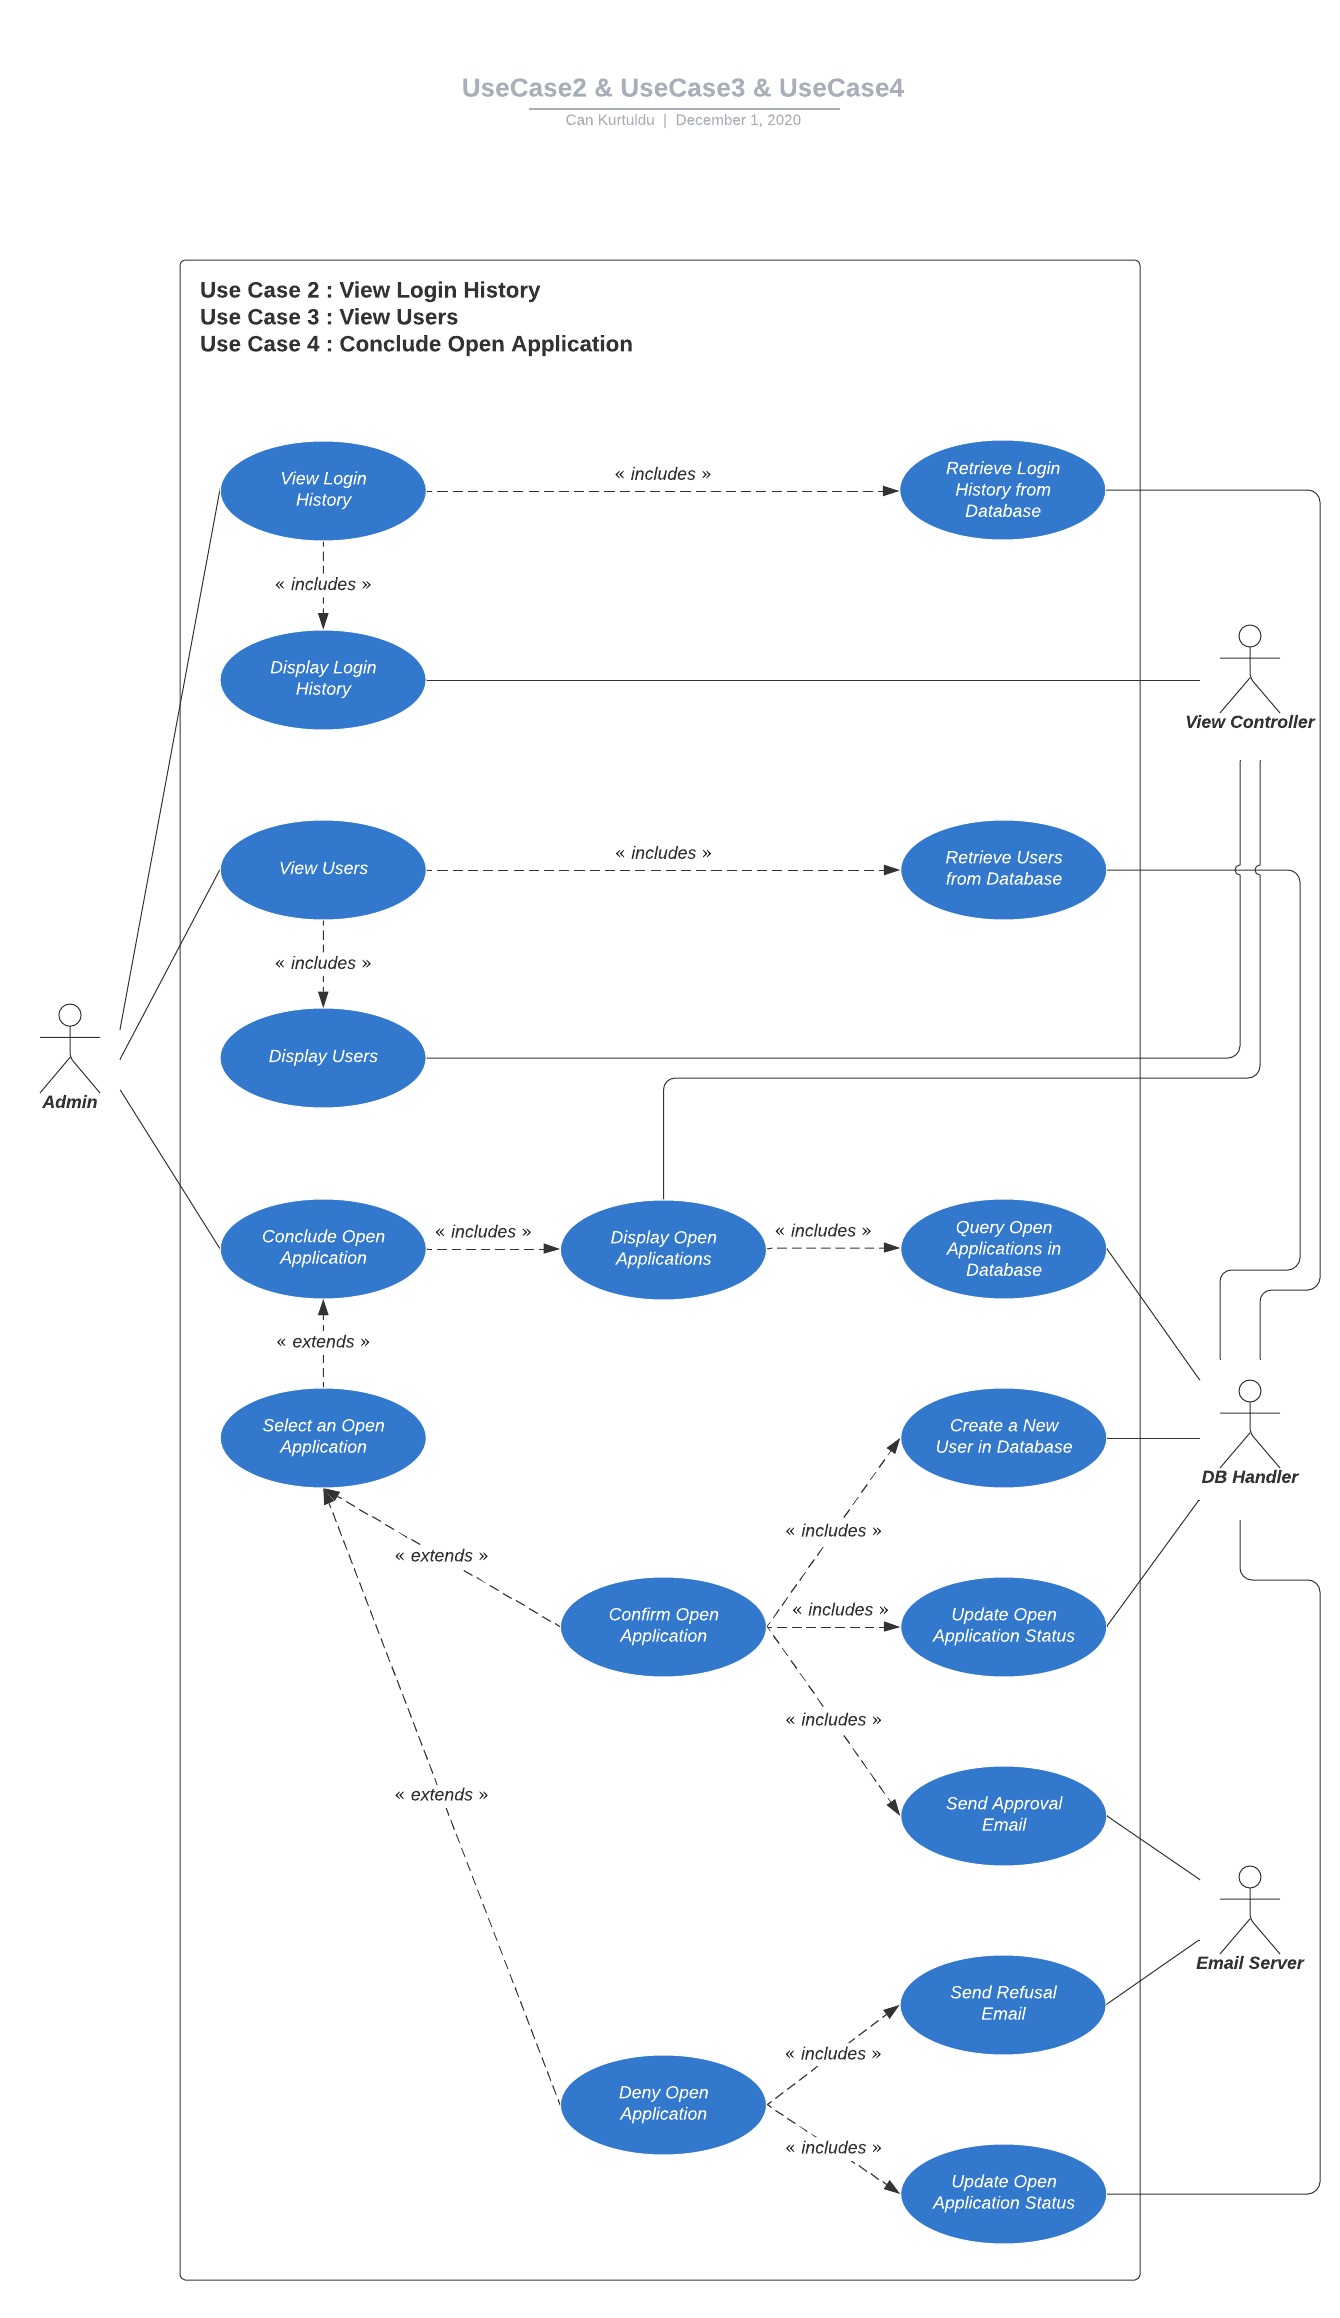 UseCase2 & UseCase3 & UseCase4
Can Kurtuldu | December 1, 2020
Use Case 2 : View Login History
Use Case 3 : View Users
Use Case 4 : Conclude Open Application
View Login
History
« includes »
Retrieve Login
History from
Database
« includes »
Display Login
History
View Controller
View Users
« includes »
Retrieve Users
from Database
« includes »
Display Users
Admin
Conclude Open
Application
« includes »
Display Open
Applications
« includes »
Query Open
Applications in
Database
« extends »
Select an Open
Application
Create a New
User in Database
DB Handler
« includes »
« extends »
Confirm Open
Application
« includes »
Update Open
Application Status
« includes »
« extends »
Send Approval
Email
Email Server
Send Refusal
Email
« includes »
Deny Open
Application
« includes »
Update Open
Application Status